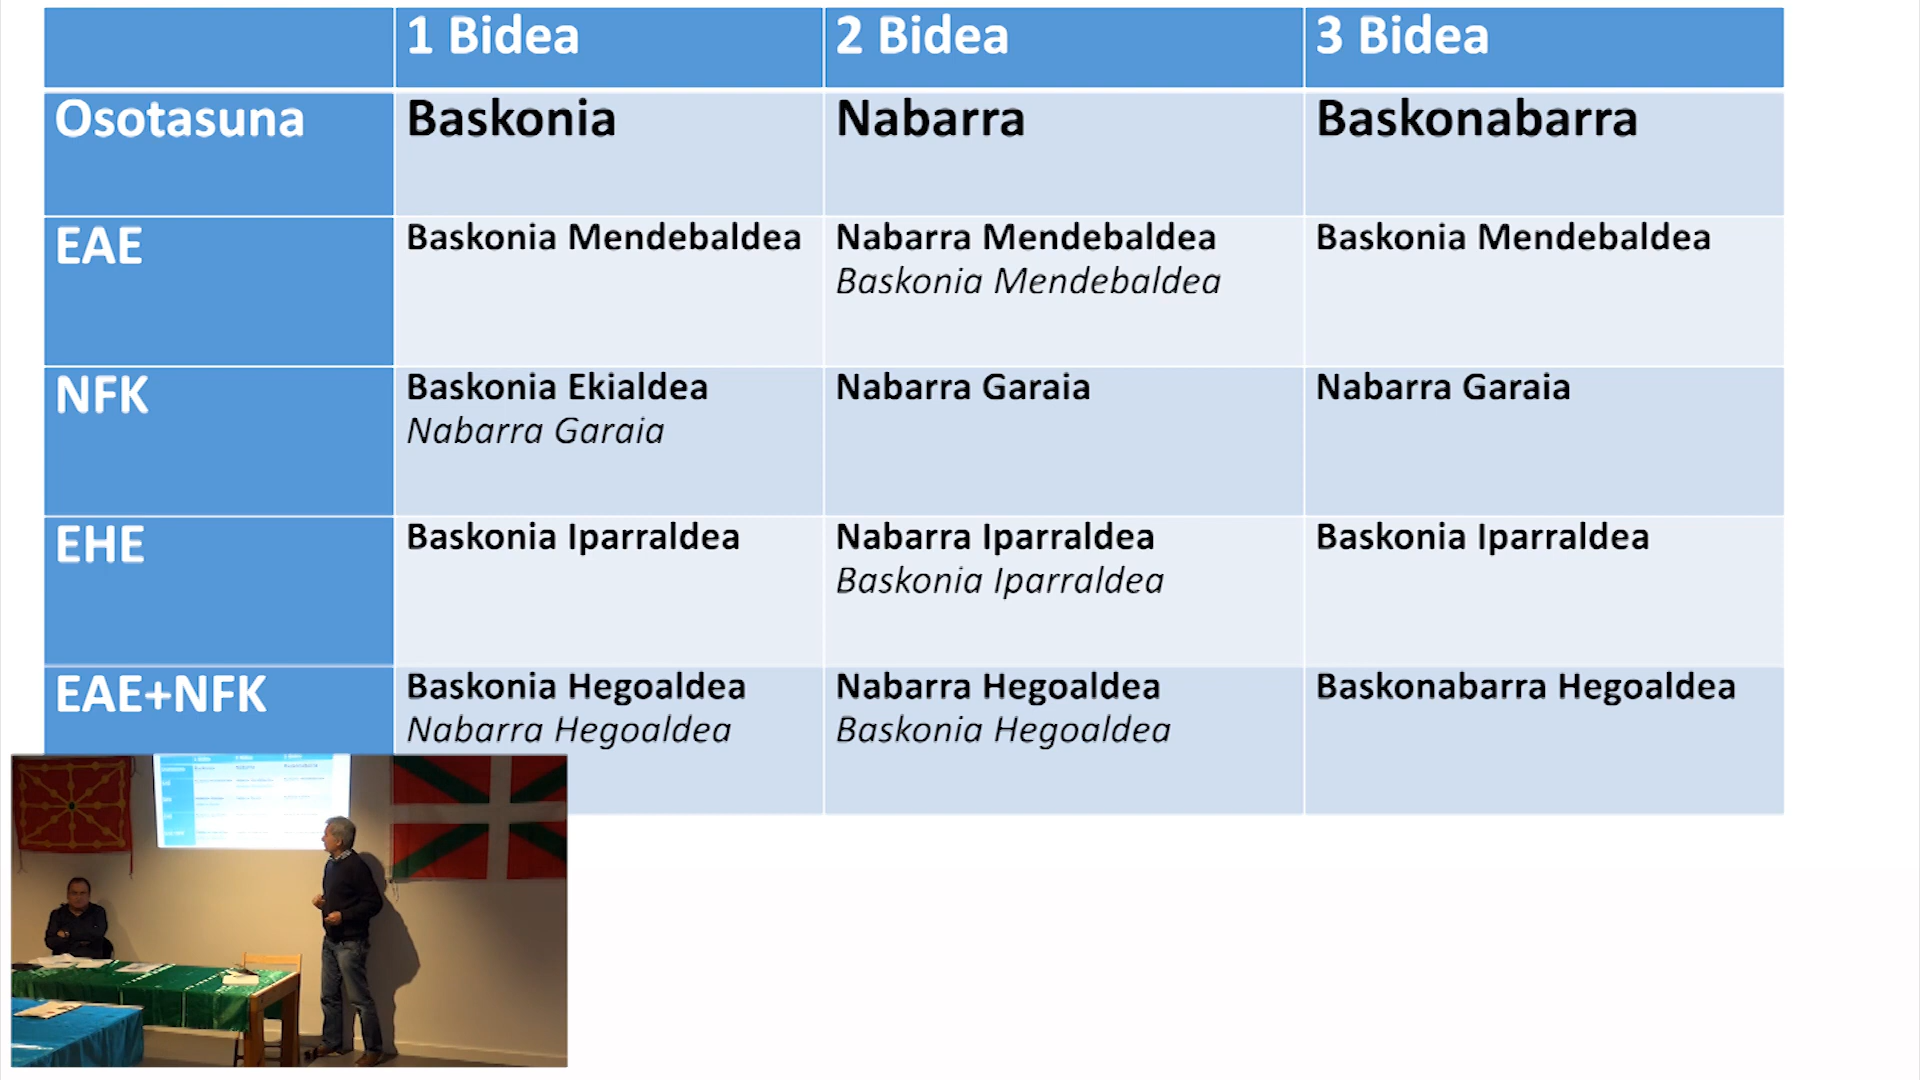 1 Bidea 2 Bidea 3 Bidea
Osotasuna Baskonia Nabarra Baskonabarra
EAE Baskonia Mendebaldea Nabarra Mendebaldea Baskonia Mendebaldea
Baskonia Mendebaldea
NFK Baskonia Ekialdea Nabarra Garaia Nabarra Garaia
Nabarra Garaia
EHE Baskonia Iparraldea Nabarra Iparraldea Baskonia Iparraldea
Baskonia Iparraldea
EAE+NFK Baskonia Hegoaldea Nabarra Hegoaldea Baskonabarra Hegoaldea
Nabarra Hegoaldea Baskonia Hegoaldea